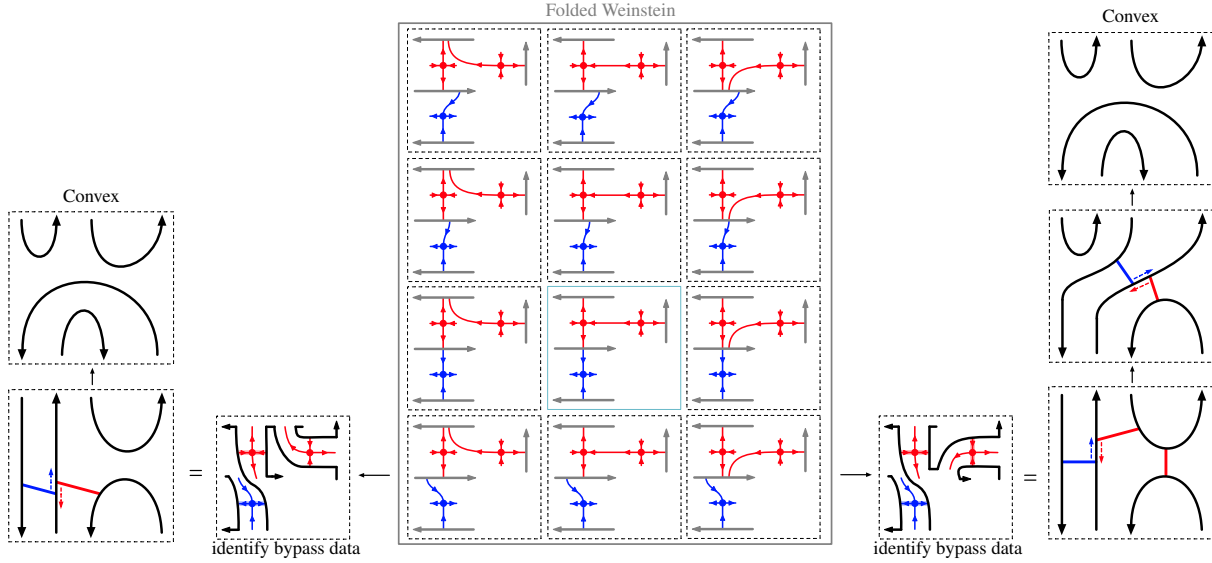 Folded Weinstein
Convex
Convex
=
=
identify bypass data
identify bypass data